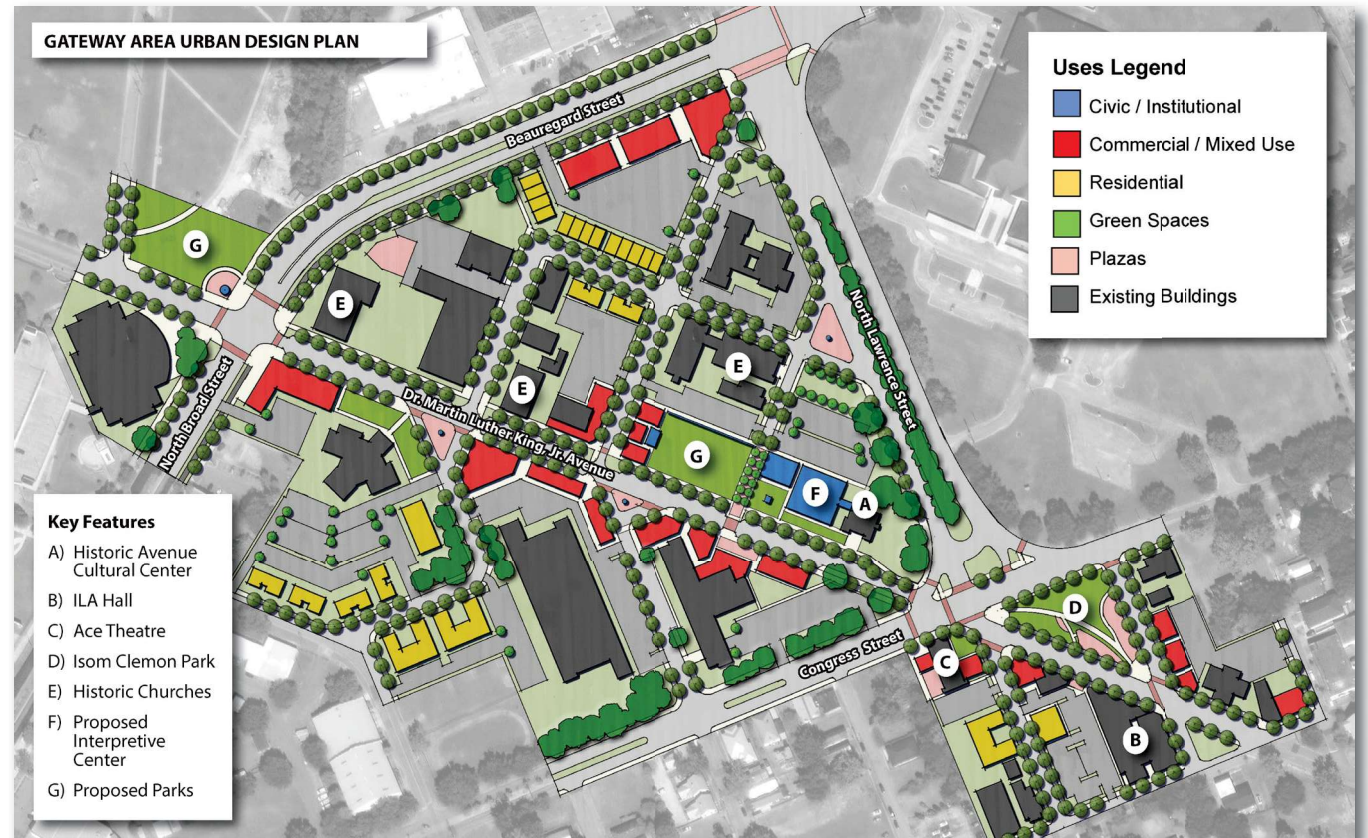 GATEWAY AREA URBAN DESIGN PLAN
Uses Legend
Civic / Institutional
Commercial / Mixed Use
Residential
Green Spaces
Plazas
Existing Buildings
Beauregard Street
G
E
North Lawrence Street
North Broad Street
E
E
Dr. Martin Luther King, Jr. Avenue
G
F
A
D
Congress Street
C
B
Key Features
A) Historic Avenue
Cultural Center
B) ILA Hall
C) Ace Theatre
D) Isom Clemon Park
E) Historic Churches
F) Proposed
Interpretive
Center
G) Proposed Parks